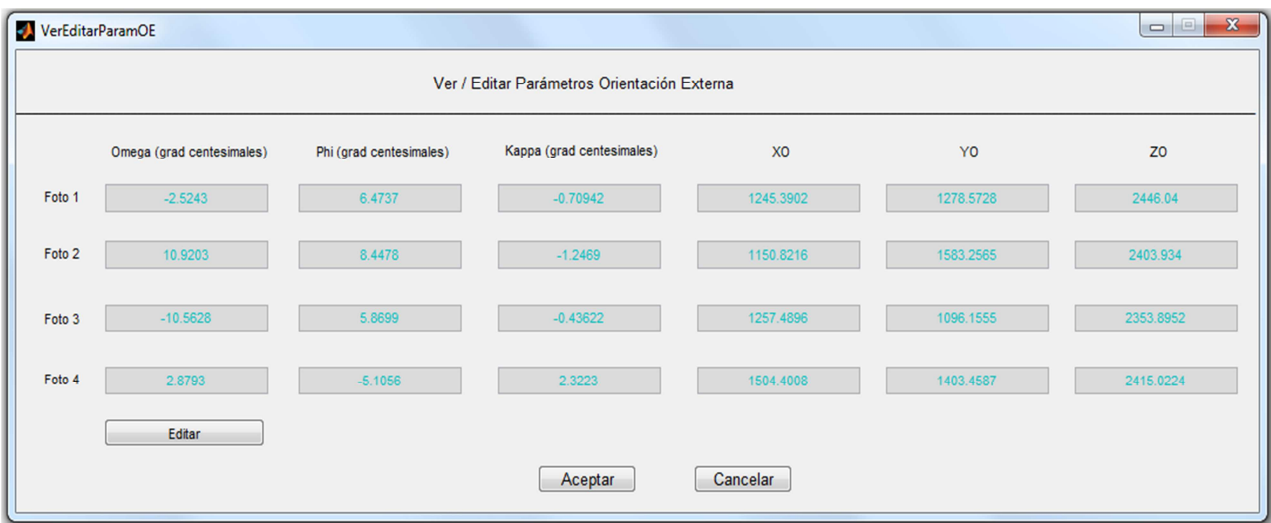 VerEditarParamOE
Ver / Editar Parámetros Orientación Externa
Omega (grad centesimales) Phi (grad centesimales) Kappa (grad centesimales) XO YO ZO
Foto 1 -2.5243 6.4737 -0.70942 1245.3902 1278.5728 2446.04
Foto 2 10.9203 8.4478 -1.2469 1150.8216 1583.2565 2403.934
Foto 3 -10.5628 5.8699 -0.43622 1257.4896 1096.1555 2353.8952
Foto 4 2.8793 -5.1056 2.3223 1504.4008 1403.4587 2415.0224
Editar
Aceptar Cancelar